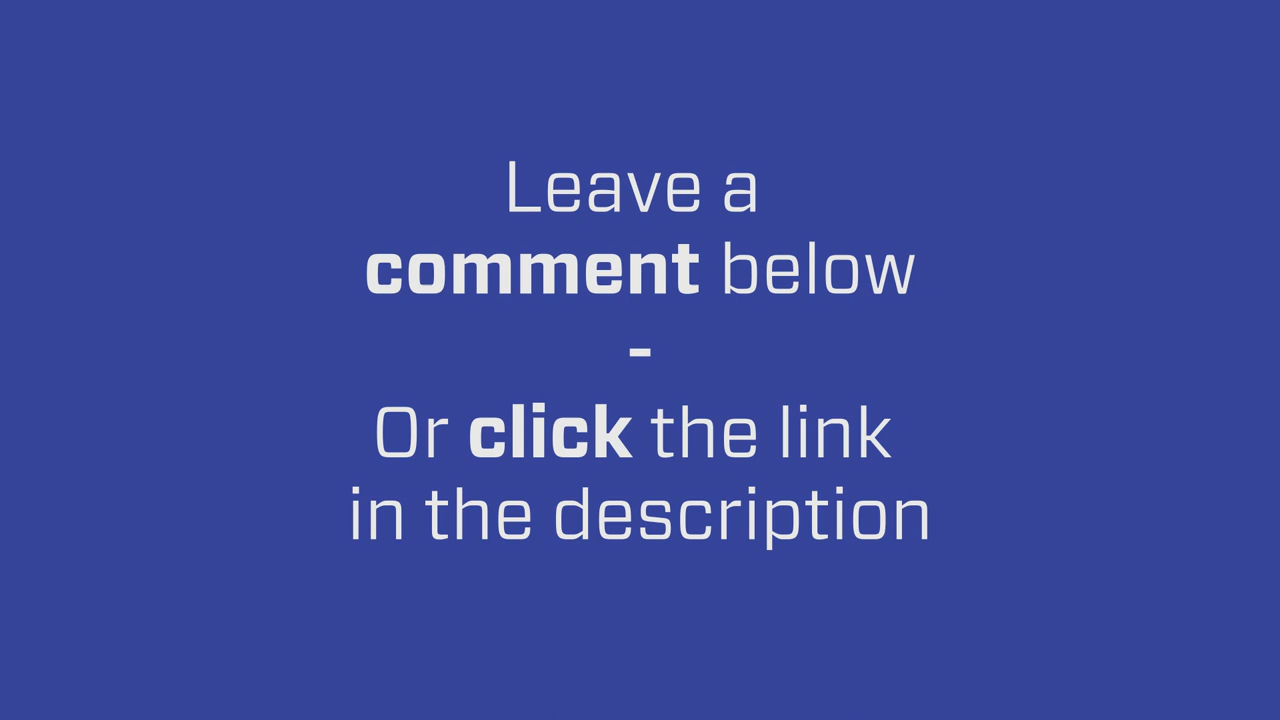 Leave a
comment below
-
Or click the link
in the description